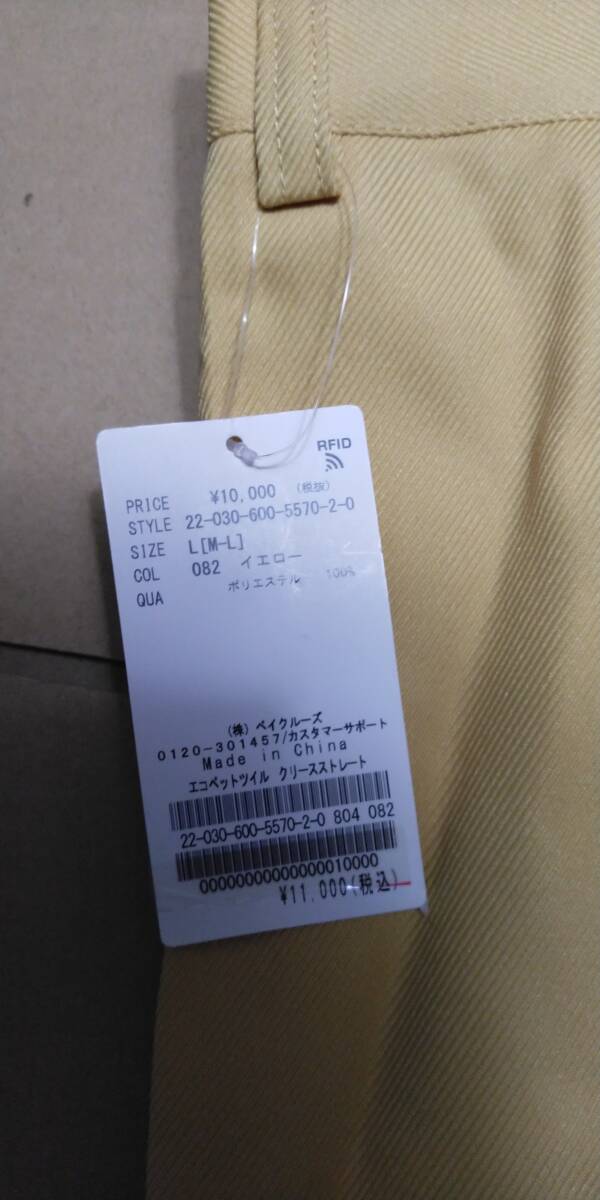 RFID
PRICE ¥10,000 (税抜)
STYLE 22-030-600-5570-2-0
SIZE L[M-L]
COL 082 イエロー
QUA ポリエステル 100%
(株) ベイクルーズ
0120-301457/カスタマーサポート
Made in China
エコペットツイル クリースストレート
22-030-600-5570-2-0 804 082
00000000000000010000
¥11,000(税込)